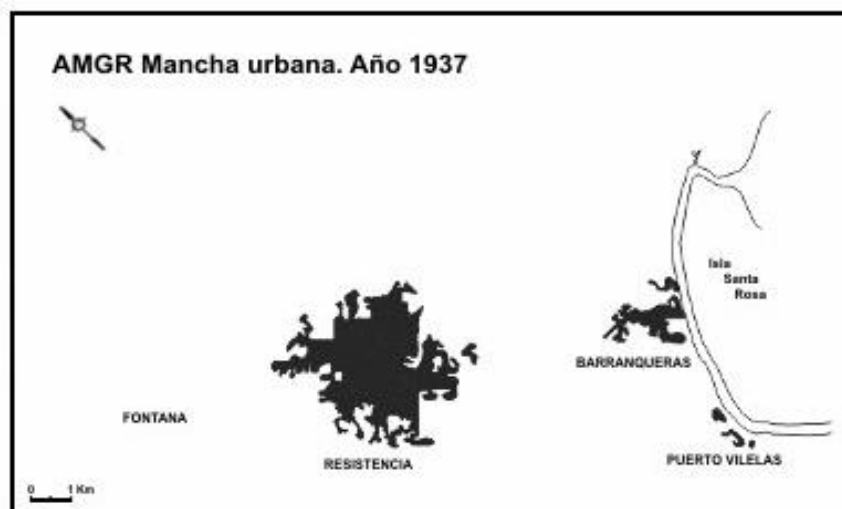 AMGR Mancha urbana. Año 1937
Isla
Santa
Rosa
BARRANQUERAS
FONTANA
RESISTENCIA
PUERTO VILELAS
0 1 Km